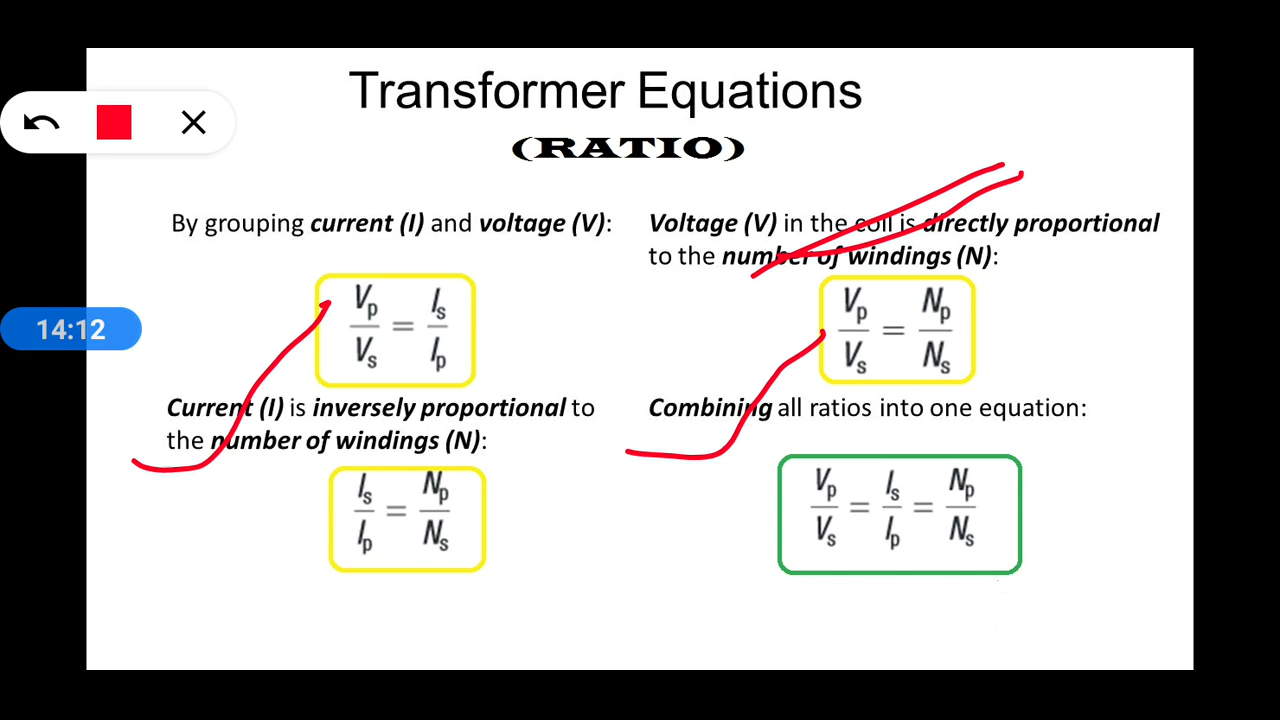 Transformer Equations
(RATIO)
14:12
By grouping current (I) and voltage (V):
Vp/Vs = Is/Ip
Current (I) is inversely proportional to
the number of windings (N):
Is/Ip = Np/Ns
Voltage (V) in the coil is directly proportional
to the number of windings (N):
Vp/Vs = Np/Ns
Combining all ratios into one equation:
Vp/Vs = Is/Ip = Np/Ns